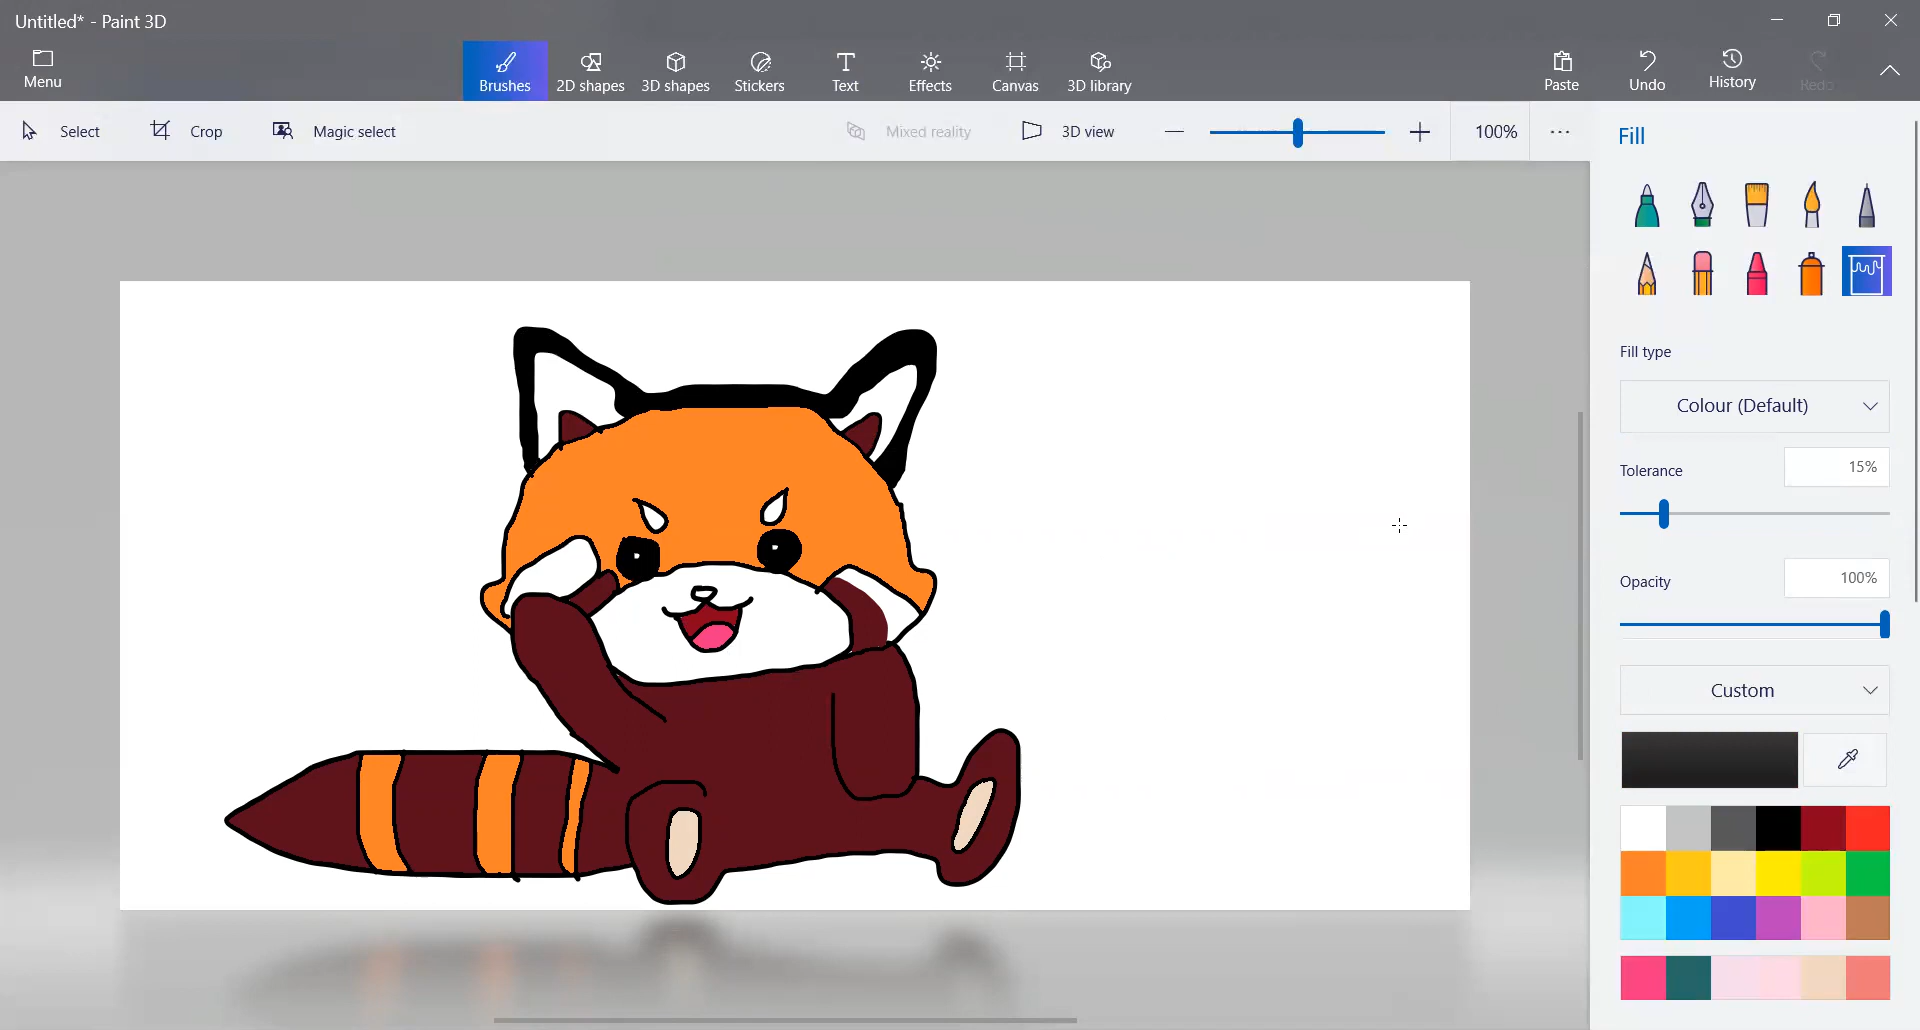 Untitled* - Paint 3D
Menu
Brushes
2D shapes
3D shapes
Stickers
Text
Effects
Canvas
3D library
Paste
Undo
History
Redo
Select
Crop
Magic select
Mixed reality
3D view
100%
Fill
Fill type
Colour (Default)
Tolerance
15%
Opacity
100%
Custom